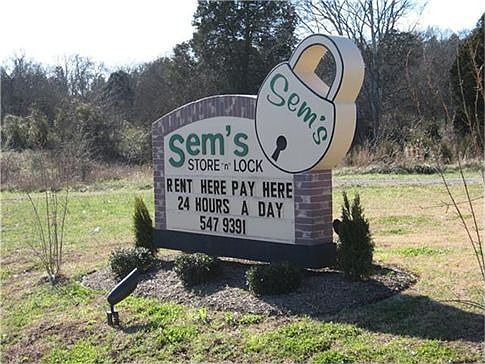 Sem's
Sem's
STORE 'n' LOCK
RENT HERE PAY HERE
24 HOURS A DAY
547 9391